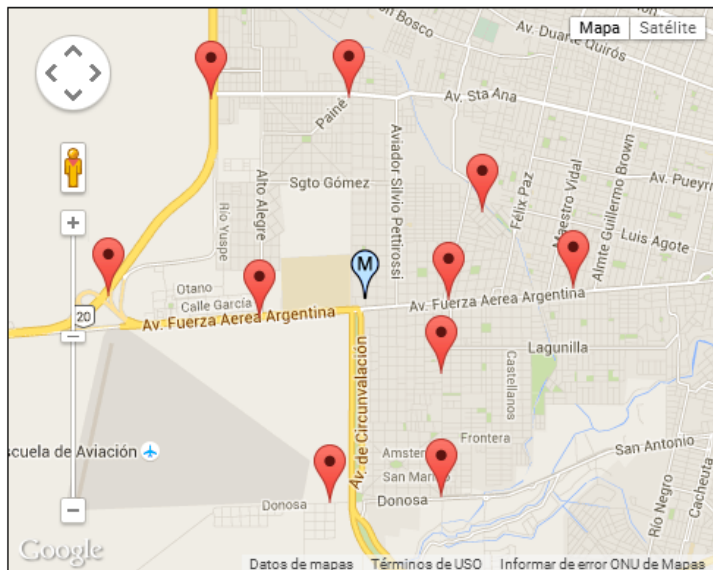 on Bosco
Av. Duarte Quirós
Mapa
Satélite
Av. Sta Ana
Painé
Aviador Silvio Pettirossi
Alto Alegre
Sgto Gómez
Río Yuspe
Félix Paz
Maestro Vidal
Almte Guillermo Brown
Av. Pueyrr
Luis Agote
M
Otano
Calle García
20
Av. Fuerza Aerea Argentina
Av. Fuerza Aerea Argentina
Av. de Circunvalación
Lagunilla
Castellanos
scuela de Aviación
Frontera
San Antonio
San Marino
Donosa
Donosa
Río Negro
Cacheuta
Google
Datos de mapas
Términos de USO
Informar de error ONU de Mapas